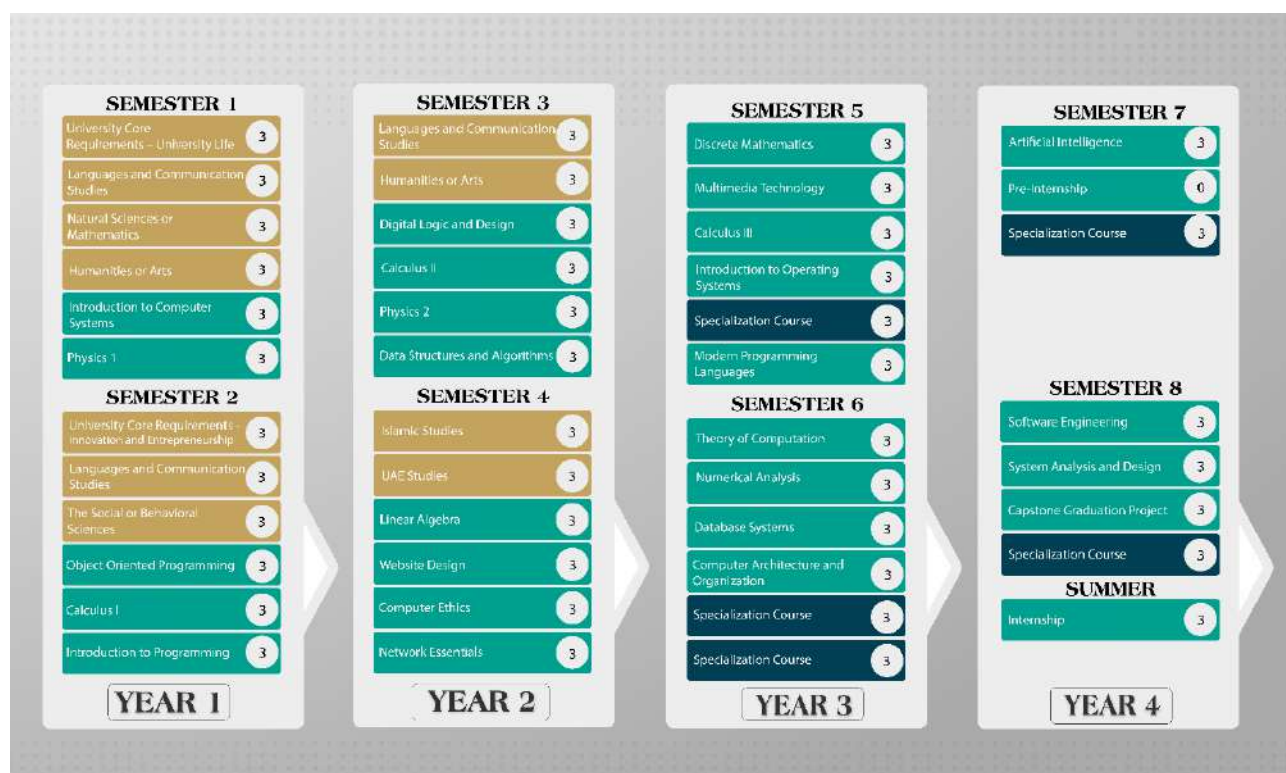 SEMESTER 1
University Core
Requirements – University Life
3
Languages and Communication
Studies
3
Natural Sciences or
Mathematics
3
Humanities or Arts
3
Introduction to Computer
Systems
3
Physics 1
3
SEMESTER 2
University Core Requirements -
Innovation and Entrepreneurship
3
Languages and Communication
Studies
3
The Social or Behavioral
Sciences
3
Object Oriented Programming
3
Calculus I
3
Introduction to Programming
3
YEAR 1
SEMESTER 3
Languages and Communication
Studies
3
Humanities or Arts
3
Digital Logic and Design
3
Calculus II
3
Physics 2
3
Data Structures and Algorithms
3
SEMESTER 4
Islamic Studies
3
UAE Studies
3
Linear Algebra
3
Website Design
3
Computer Ethics
3
Network Essentials
3
YEAR 2
SEMESTER 5
Discrete Mathematics
3
Multimedia Technology
3
Calculus III
3
Introduction to Operating
Systems
3
Specialization Course
3
Modern Programming
Languages
3
SEMESTER 6
Theory of Computation
3
Numerical Analysis
3
Database Systems
3
Computer Architecture and
Organization
3
Specialization Course
3
Specialization Course
3
YEAR 3
SEMESTER 7
Artificial Intelligence
3
Pre-Internship
0
Specialization Course
3
SEMESTER 8
Software Engineering
3
System Analysis and Design
3
Capstone Graduation Project
3
Specialization Course
3
SUMMER
Internship
3
YEAR 4